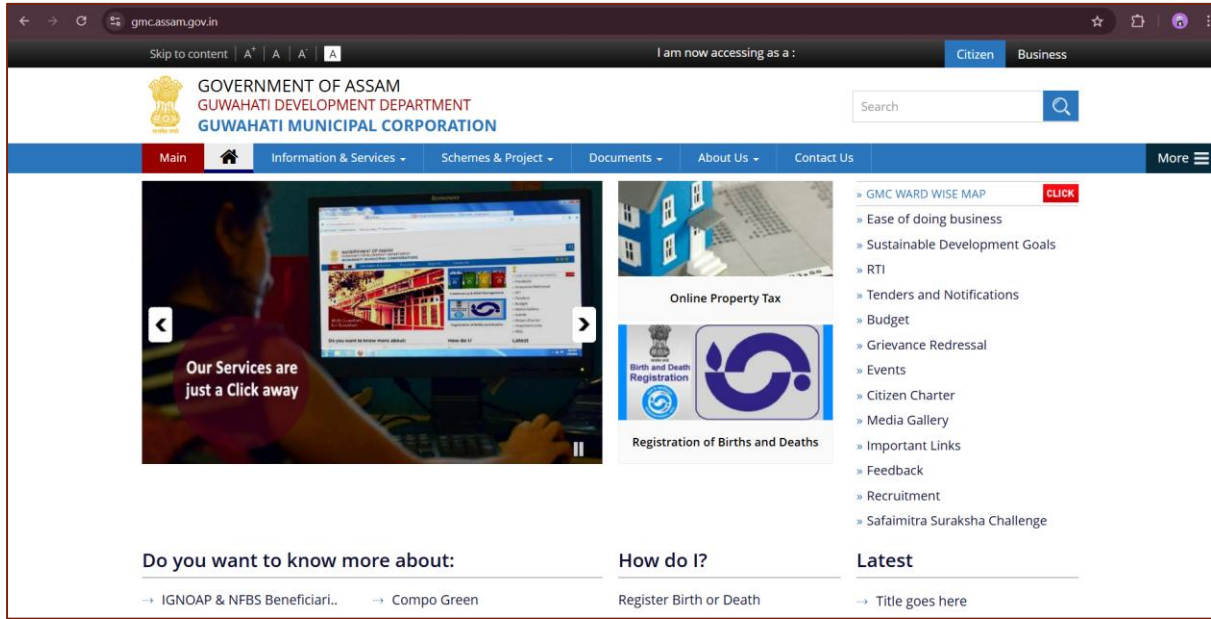 gmc.assam.gov.in
Skip to content | A+ | A | A- | A
I am now accessing as a :
Citizen
Business
GOVERNMENT OF ASSAM
GUWAHATI DEVELOPMENT DEPARTMENT
GUWAHATI MUNICIPAL CORPORATION
Search
Main
Information & Services
Schemes & Project
Documents
About Us
Contact Us
More
Our Services are
just a Click away
Online Property Tax
Birth and Death
Registration
Registration of Births and Deaths
» GMC WARD WISE MAP CLICK
» Ease of doing business
» Sustainable Development Goals
» RTI
» Tenders and Notifications
» Budget
» Grievance Redressal
» Events
» Citizen Charter
» Media Gallery
» Important Links
» Feedback
» Recruitment
» Safaimitra Suraksha Challenge
Do you want to know more about:
→ IGNOAP & NFBS Beneficiari..
→ Compo Green
How do I?
Register Birth or Death
Latest
→ Title goes here